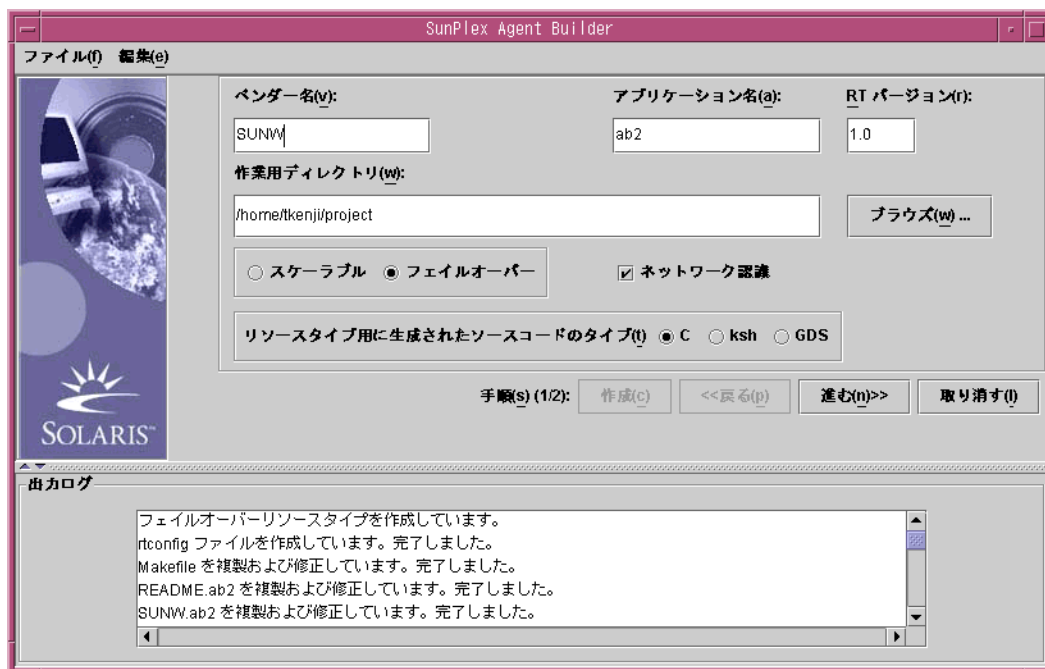 SunPlex Agent Builder
ファイル(f) 編集(e)
ベンダー名(v): アプリケーション名(a): RT バージョン(r):
SUNW ab2 1.0
作業用ディレクトリ(w):
/home/tkenji/project ブラウズ(w) ...
スケーラブル フェイルオーバー ネットワーク認識
リソースタイプ用に生成されたソースコードのタイプ(t) C ksh GDS
手順(s) (1/2): 作成(c) <<戻る(p) 進む(n)>> 取り消す(l)
SOLARIS™
出力ログ
フェイルオーバーリソースタイプを作成しています。
rtconfig ファイルを作成しています。完了しました。
Makefile を複製および修正しています。完了しました。
README.ab2 を複製および修正しています。完了しました。
SUNW.ab2 を複製および修正しています。完了しました。